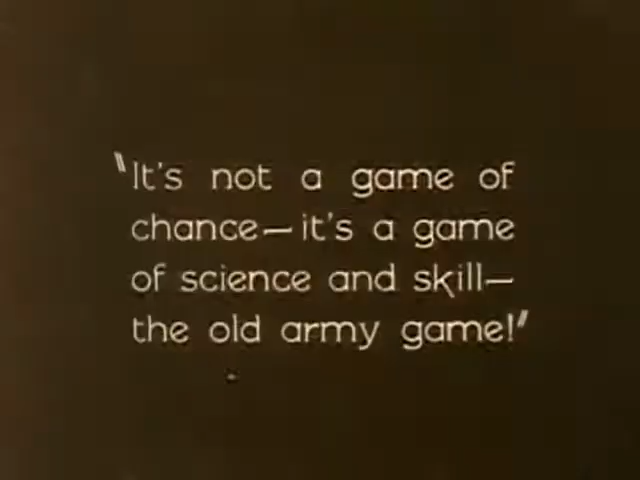 "It's not a game of
chance—it's a game
of science and skill—
the old army game!"